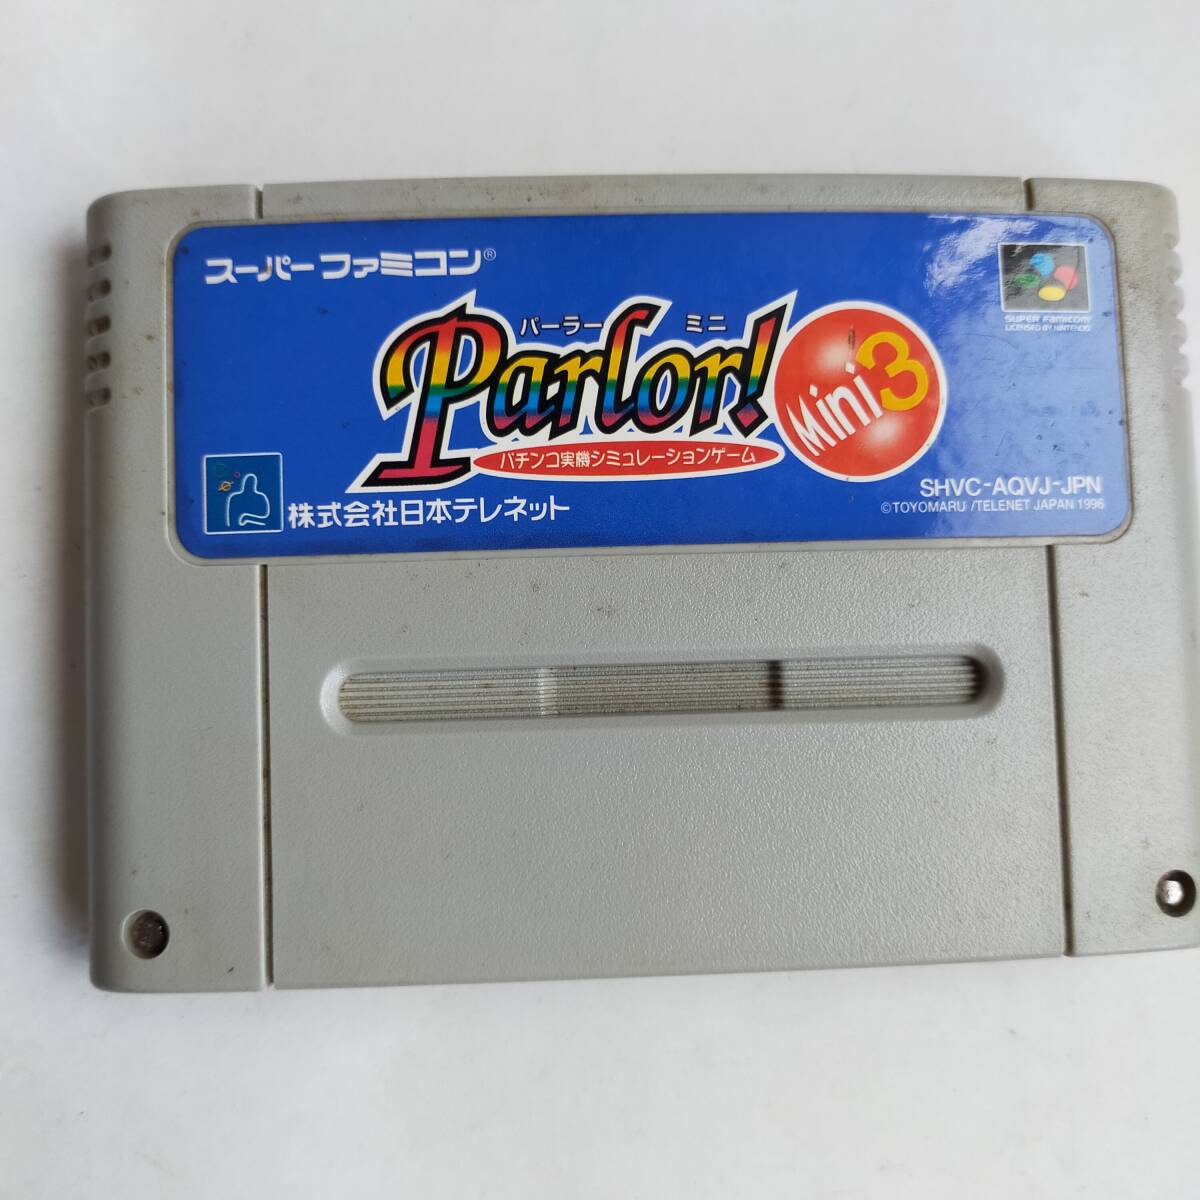 スーパーファミコン®
SUPER FAMICOM
LICENSED BY NINTENDO
パーラー ミニ
Parlor! Mini 3
パチンコ実機シミュレーションゲーム
株式会社日本テレネット
SHVC-AQVJ-JPN
©TOYOMARU /TELENET JAPAN 1996